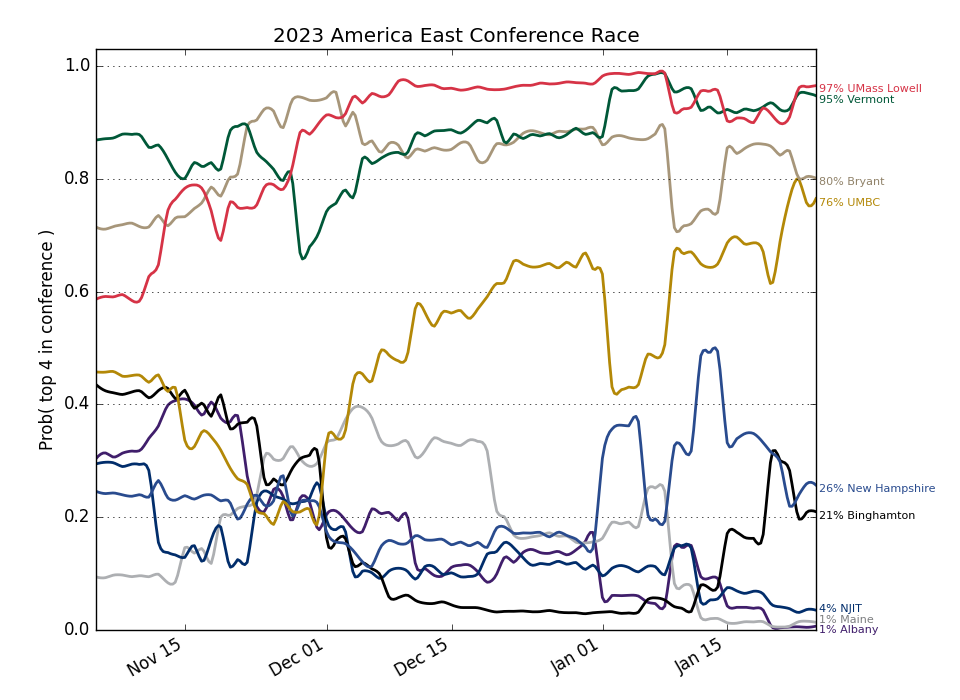 2023 America East Conference Race
1.0
97% UMass Lowell
95% Vermont
0.8
80% Bryant
76% UMBC
0.6
Prob( top 4 in conference )
0.4
26% New Hampshire
0.2
21% Binghamton
4% NJIT
1% Maine
0.0
1% Albany
Nov 15
Dec 01
Dec 15
Jan 01
Jan 15